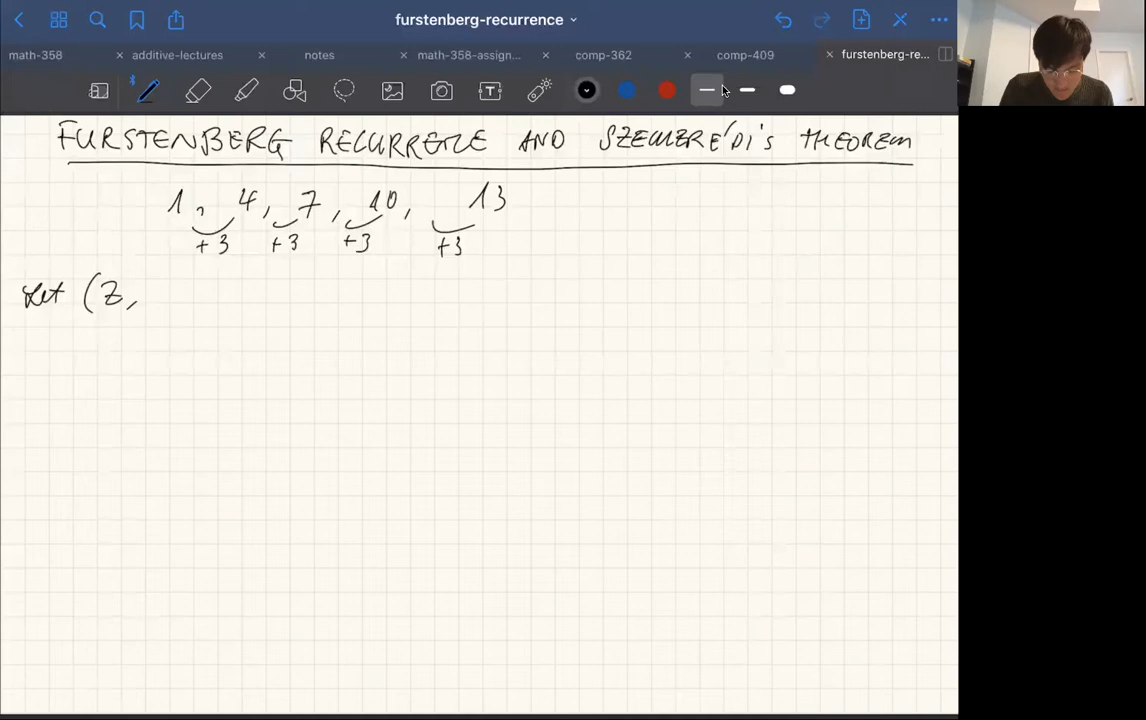 furstenberg-recurrence
math-358
additive-lectures
notes
math-358-assign...
comp-362
comp-409
furstenberg-re...
FURSTENBERG RECURRENCE AND SZEMERÉDI'S THEOREM
1, 4, 7, 10, 13
+3 +3 +3 +3
Let (Z,